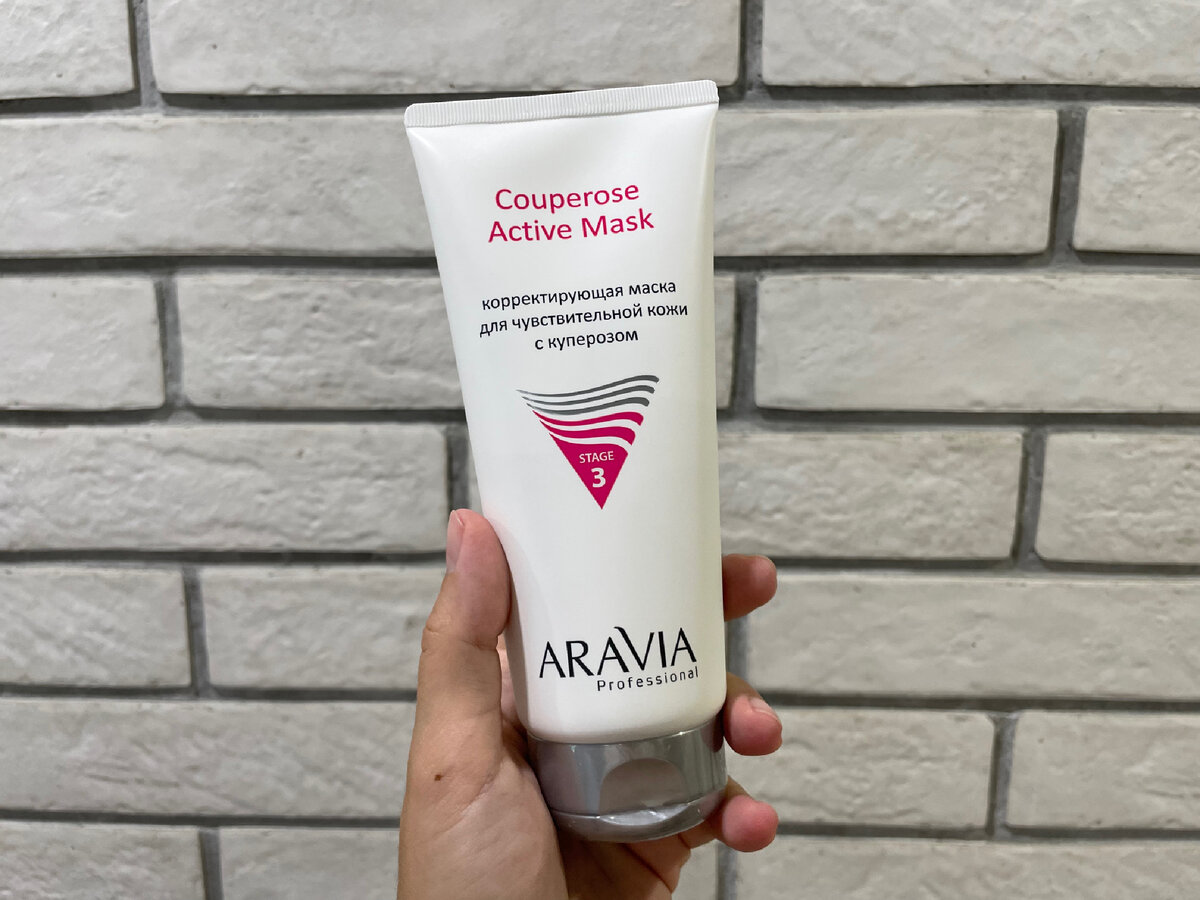 Couperose
Active Mask
корректирующая маска
для чувствительной кожи
с куперозом
STAGE
3
ARAVIA
Professional